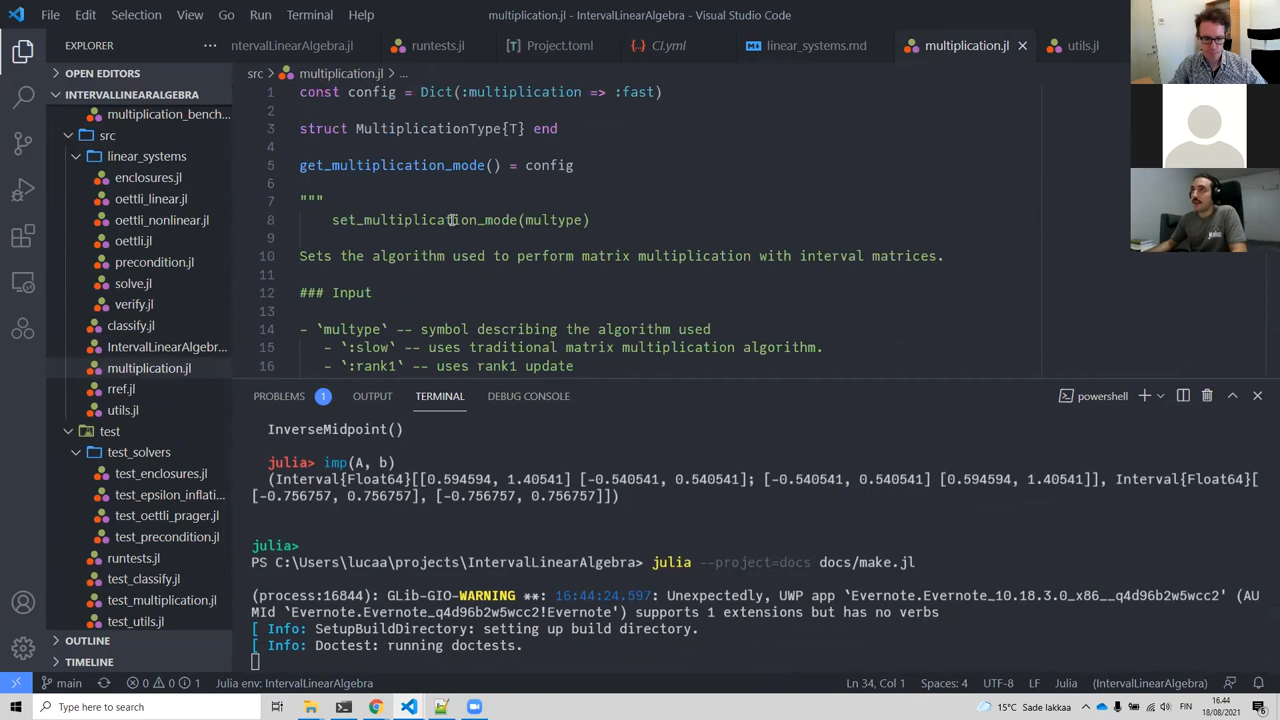 File Edit Selection View Go Run Terminal Help
multiplication.jl - IntervalLinearAlgebra - Visual Studio Code
EXPLORER
ntervalLinearAlgebra.jl runtests.jl Project.toml CI.yml linear_systems.md multiplication.jl utils.jl
OPEN EDITORS
INTERVALLINEARALGEBRA
multiplication_bench...
src
linear_systems
enclosures.jl
oettli_linear.jl
oettli_nonlinear.jl
oettli.jl
precondition.jl
solve.jl
verify.jl
classify.jl
IntervalLinearAlgebr...
multiplication.jl
rref.jl
utils.jl
test
test_solvers
test_enclosures.jl
test_epsilon_inflati...
test_oettli_prager.jl
test_precondition.jl
runtests.jl
test_classify.jl
test_multiplication.jl
test_utils.jl
OUTLINE
TIMELINE
src > multiplication.jl > ...
1 const config = Dict(:multiplication => :fast)
2
3 struct MultiplicationType{T} end
4
5 get_multiplication_mode() = config
6
7 """
8 set_multiplication_mode(multype)
9
10 Sets the algorithm used to perform matrix multiplication with interval matrices.
11
12 ### Input
13
14 - `multype` -- symbol describing the algorithm used
15 - `:slow` -- uses traditional matrix multiplication algorithm.
16 - `:rank1` -- uses rank1 update
PROBLEMS 1 OUTPUT TERMINAL DEBUG CONSOLE
powershell
InverseMidpoint()
julia> imp(A, b)
(Interval{Float64}[[0.594594, 1.40541] [-0.540541, 0.540541]; [-0.540541, 0.540541] [0.594594, 1.40541]], Interval{Float64}[
[-0.756757, 0.756757], [-0.756757, 0.756757]])
julia>
PS C:\Users\lucaa\projects\IntervalLinearAlgebra> julia --project=docs docs/make.jl
(process:16844): GLib-GIO-WARNING **: 16:44:24.597: Unexpectedly, UWP app `Evernote.Evernote_10.18.3.0_x86__q4d96b2w5wcc2' (AU
MId `Evernote.Evernote_q4d96b2w5wcc2!Evernote') supports 1 extensions but has no verbs
[ Info: SetupBuildDirectory: setting up build directory.
[ Info: Doctest: running doctests.
main 0 0 1 Julia env: IntervalLinearAlgebra
Ln 34, Col 1 Spaces: 4 UTF-8 LF Julia (IntervalLinearAlgebra)
Type here to search
15°C Sade lakkaa
FIN
16.44
18/08/2021
6